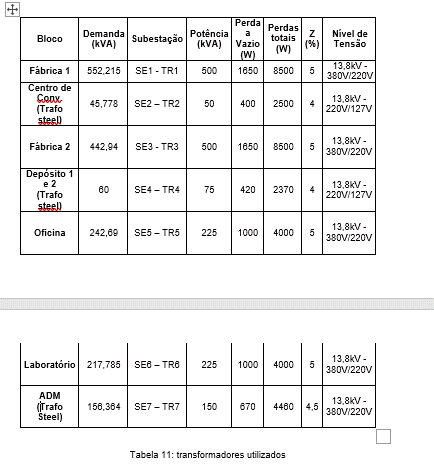 Bloco Demanda (kVA) Subestação Potência (kVA) Perda a Vazio (W) Perdas totais (W) Z (%) Nível de Tensão
Fábrica 1 552,215 SE1 - TR1 500 1650 8500 5 13,8kV - 380V/220V
Centro de Conv. (Trafo steel) 45,778 SE2 – TR2 50 400 2500 4 13,8kV - 220V/127V
Fábrica 2 442,94 SE3 - TR3 500 1650 8500 5 13,8kV - 380V/220V
Depósito 1 e 2 (Trafo steel) 60 SE4 – TR4 75 420 2370 4 13,8kV - 220V/127V
Oficina 242,69 SE5 – TR5 225 1000 4000 5 13,8kV - 380V/220V
Laboratório 217,785 SE6 – TR6 225 1000 4000 5 13,8kV - 380V/220V
ADM (Trafo Steel) 156,364 SE7 – TR7 150 670 4460 4,5 13,8kV - 380V/220V
Tabela 11: transformadores utilizados